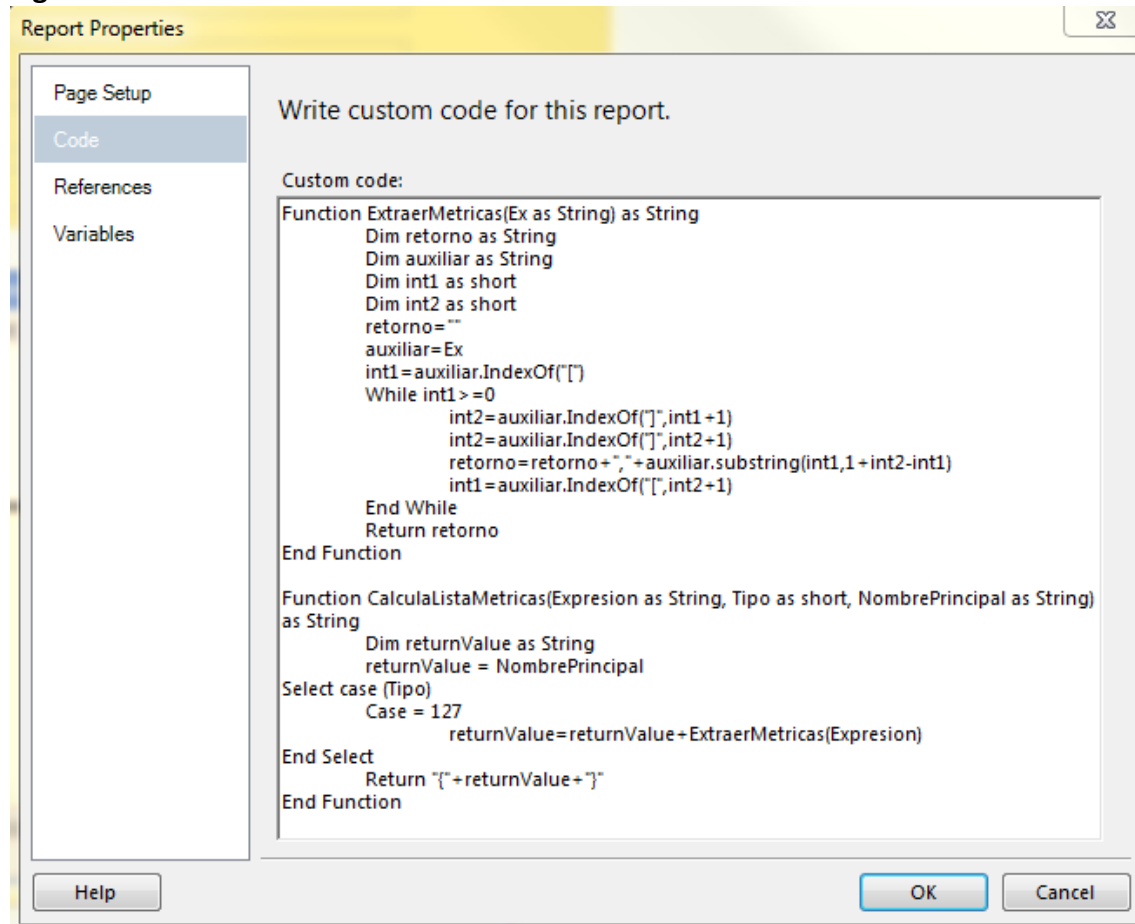 Report Properties
Page Setup
Code
References
Variables
Write custom code for this report.
Custom code:
Function ExtraerMetricas(Ex as String) as String
Dim retorno as String
Dim auxiliar as String
Dim int1 as short
Dim int2 as short
retorno=""
auxiliar=Ex
int1=auxiliar.IndexOf("[")
While int1>=0
int2=auxiliar.IndexOf("]",int1+1)
int2=auxiliar.IndexOf("]",int2+1)
retorno=retorno+","+auxiliar.substring(int1,1+int2-int1)
int1=auxiliar.IndexOf("[",int2+1)
End While
Return retorno
End Function
Function CalculaListaMetricas(Expresion as String, Tipo as short, NombrePrincipal as String)
as String
Dim returnValue as String
returnValue = NombrePrincipal
Select case (Tipo)
Case = 127
returnValue=returnValue+ExtraerMetricas(Expresion)
End Select
Return "{"+returnValue+"}"
End Function
Help
OK
Cancel